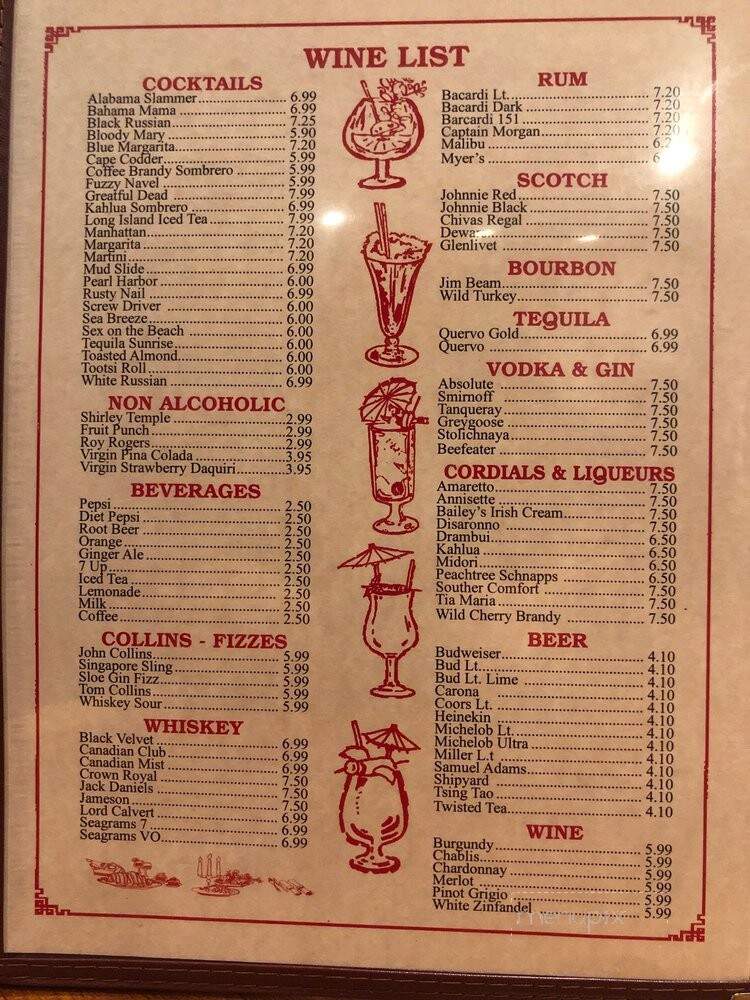 WINE LIST
COCKTAILS
Alabama Slammer 6.99
Bahama Mama 6.99
Black Russian 7.25
Bloody Mary 5.90
Blue Margarita 7.20
Cape Codder 5.99
Coffee Brandy Sombrero 5.99
Fuzzy Navel 5.99
Greatful Dead 7.99
Kahlua Sombrero 6.99
Long Island Iced Tea 7.99
Manhattan 7.20
Margarita 7.20
Martini 7.20
Mud Slide 6.99
Pearl Harbor 6.00
Rusty Nail 6.99
Screw Driver 6.00
Sea Breeze 6.00
Sex on the Beach 6.00
Tequila Sunrise 6.00
Toasted Almond 6.00
Tootsi Roll 6.00
White Russian 6.99
NON ALCOHOLIC
Shirley Temple 2.99
Fruit Punch 2.99
Roy Rogers 2.99
Virgin Pina Colada 3.95
Virgin Strawberry Daquiri 3.95
BEVERAGES
Pepsi 2.50
Diet Pepsi 2.50
Root Beer 2.50
Orange 2.50
Ginger Ale 2.50
7 Up 2.50
Iced Tea 2.50
Lemonade 2.50
Milk 2.50
Coffee 2.50
COLLINS - FIZZES
John Collins 5.99
Singapore Sling 5.99
Sloe Gin Fizz 5.99
Tom Collins 5.99
Whiskey Sour 5.99
WHISKEY
Black Velvet 6.99
Canadian Club 6.99
Canadian Mist 6.99
Crown Royal 7.50
Jack Daniels 7.50
Jameson 7.50
Lord Calvert 6.99
Seagrams 7 6.99
Seagrams VO 6.99
RUM
Bacardi Lt. 7.20
Bacardi Dark 7.20
Barcardi 151 7.20
Captain Morgan 7.20
Malibu
Myer's
SCOTCH
Johnnie Red 7.50
Johnmie Black 7.50
Chivas Regal 7.50
7.50
Glenlivet 7.50
BOURBON
Jim Beam 7.50
Wild Turkey 7.50
TEQUILA
Quervo Gold 6.99
Quervo 6.99
VODKA & GIN
Absolute 7.50
Smirnoff 7.50
Tanqueray 7.50
Greygoose 7.50
Stolichnaya 7.50
Beefeater 7.50
CORDIALS & LIQUEURS
Amaretto 7.50
Annisette 7.50
Bailey's Irish Cream 7.50
Disaronno 7.50
Drambui 6.50
Kahlua 6.50
Midori 7.50
Peachtree Schnapps 6.50
Souther Comfort 7.50
Tia Maria 7.50
Wild Cherry Brandy 7.50
BEER
Budweiser 4.10
Bud Lt. 4.10
Bud Lt. Lime 4.10
Carona 4.10
Coors Lt. 4.10
Heinekin 4.10
Michelob Lt. 4.10
Michelob Ultra 4.10
Miller L.t 4.10
Samuel Adams 4.10
Shipyard 4.10
Tsing Tao 4.10
Twisted Tea 4.10
WINE
Burgundy 5.99
Chablis 5.99
Chardonnay 5.99
Merlot 5.99
Pinot Grigio 5.99
White Zinfandel 5.99
menupix